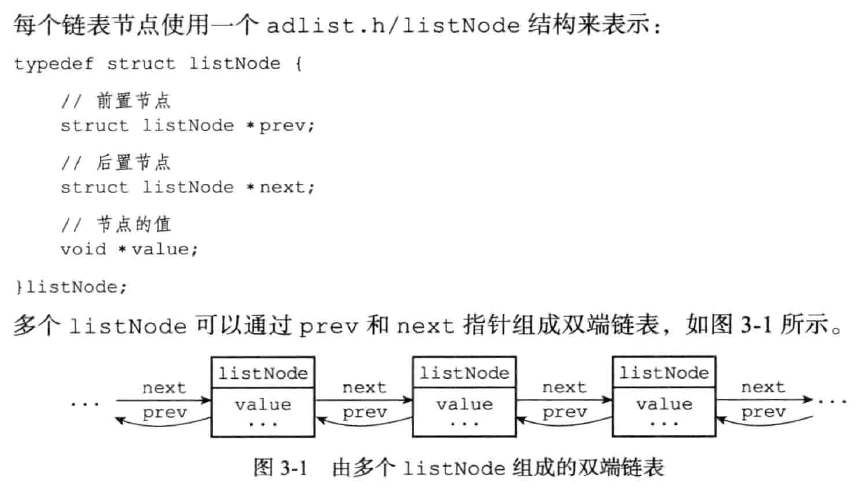 每个链表节点使用一个 adlist.h/listNode 结构来表示：
typedef struct listNode {
// 前置节点
struct listNode *prev;
// 后置节点
struct listNode *next;
// 节点的值
void *value;
}listNode;
多个 listNode 可以通过 prev 和 next 指针组成双端链表，如图 3-1 所示。
listNode listNode listNode
next next next next
... value value value ...
prev prev prev prev
... ... ...
图 3-1 由多个 listNode 组成的双端链表